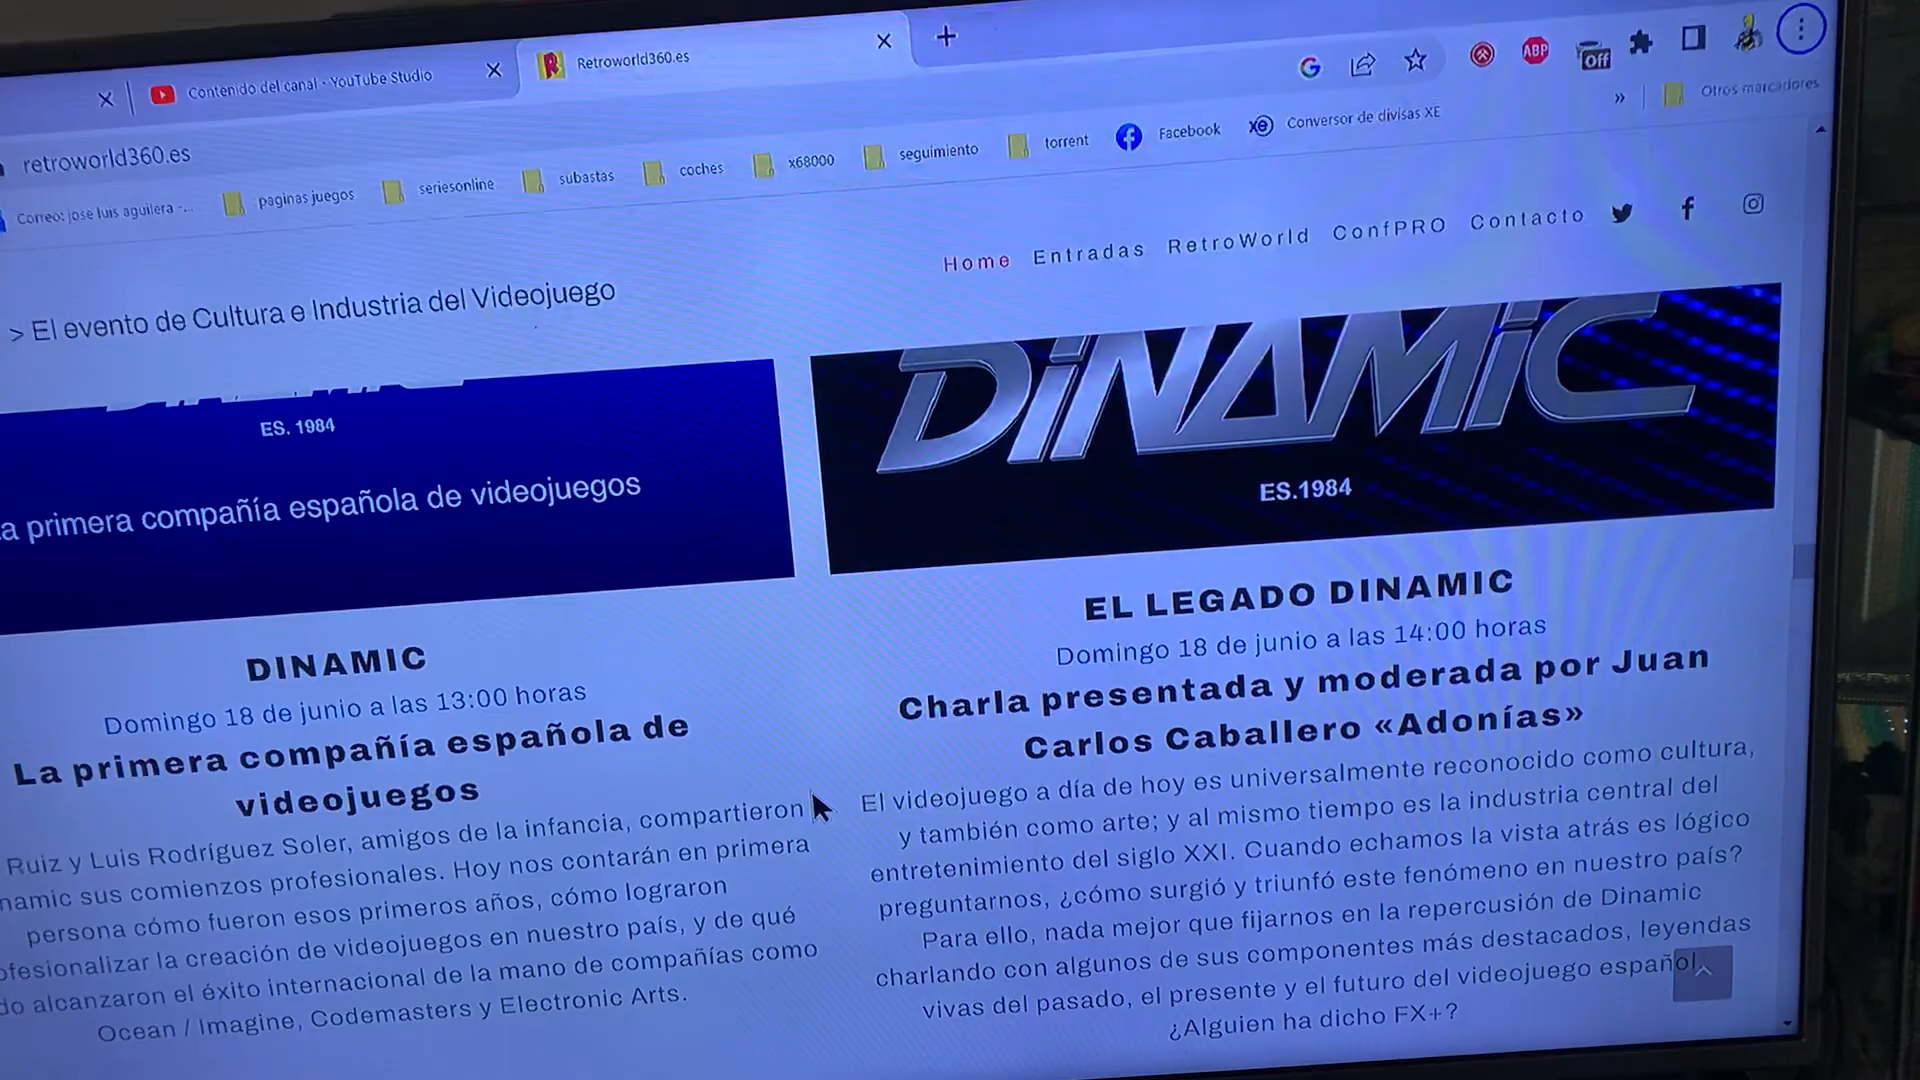 Contenido del canal - YouTube Studio
Retroworld360.es
retroworld360.es
ABP
Off
Correo: jose luis aguilera -...
paginas juegos
seriesonline
subastas
coches
x68000
seguimiento
torrent
Facebook
Conversor de divisas XE
Otros marcadores
> El evento de Cultura e Industria del Videojuego
Home Entradas RetroWorld ConfPRO Contacto
ES. 1984
a primera compañía española de videojuegos
DINAMIC
Domingo 18 de junio a las 13:00 horas
La primera compañía española de
videojuegos
Ruiz y Luis Rodríguez Soler, amigos de la infancia, compartieron
namic sus comienzos profesionales. Hoy nos contarán en primera
persona cómo fueron esos primeros años, cómo lograron
ofesionalizar la creación de videojuegos en nuestro país, y de qué
do alcanzaron el éxito internacional de la mano de compañías como
Ocean / Imagine, Codemasters y Electronic Arts.
DiNAMiC
ES.1984
EL LEGADO DINAMIC
Domingo 18 de junio a las 14:00 horas
Charla presentada y moderada por Juan
Carlos Caballero «Adonías»
El videojuego a día de hoy es universalmente reconocido como cultura,
y también como arte; y al mismo tiempo es la industria central del
entretenimiento del siglo XXI. Cuando echamos la vista atrás es lógico
preguntarnos, ¿cómo surgió y triunfó este fenómeno en nuestro país?
Para ello, nada mejor que fijarnos en la repercusión de Dinamic
charlando con algunos de sus componentes más destacados, leyendas
vivas del pasado, el presente y el futuro del videojuego español.
¿Alguien ha dicho FX+?